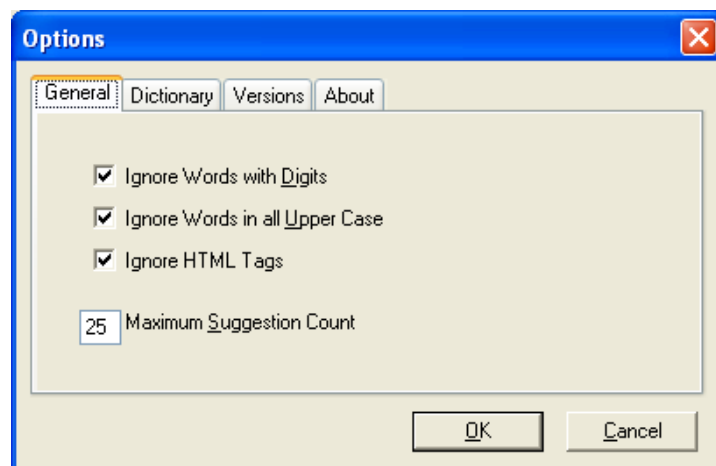 Options
General Dictionary Versions About
Ignore Words with Digits
Ignore Words in all Upper Case
Ignore HTML Tags
25 Maximum Suggestion Count
OK Cancel